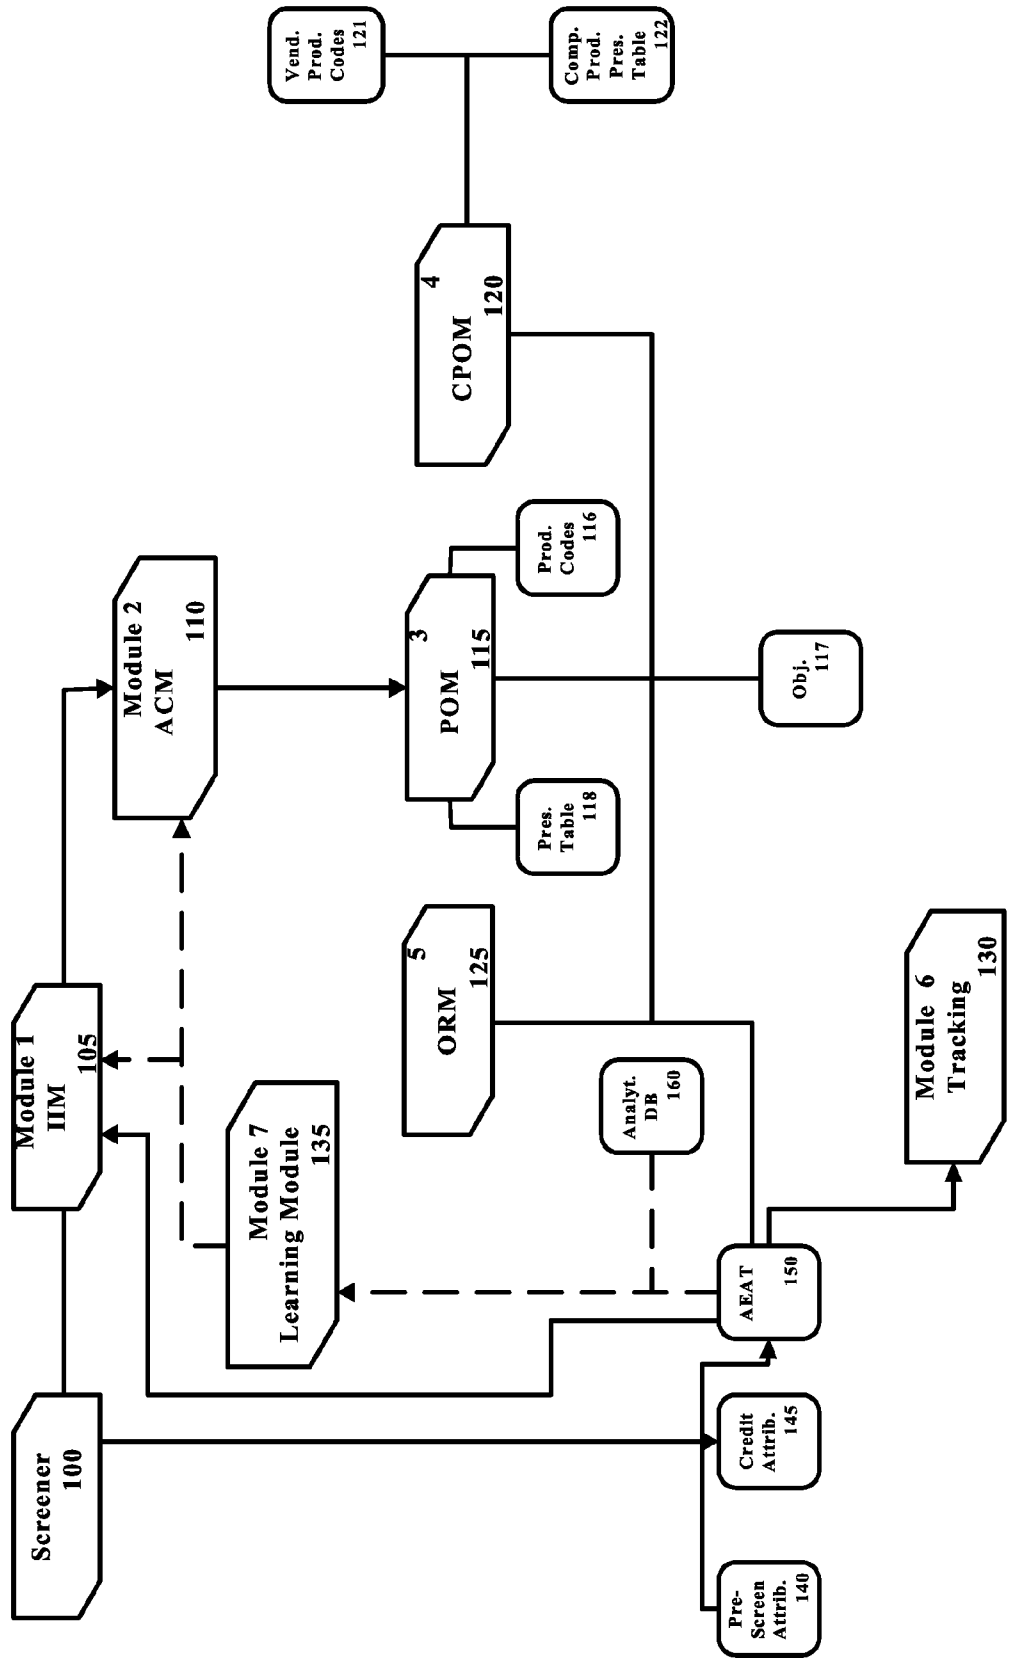 Screener
100
Module 1
IIM
105
Module 2
ACM
110
Vend.
Prod.
Codes
121
Comp.
Prod.
Pres.
Table
122
4
CPOM
120
3
POM
115
Prod.
Codes
116
Pres.
Table
118
Obj.
117
5
ORM
125
Module 7
Learning Module
135
Analyt.
DB
160
Module 6
Tracking
130
AEAT
150
Credit
Attrib.
145
Pre-
Screen
Attrib.
140